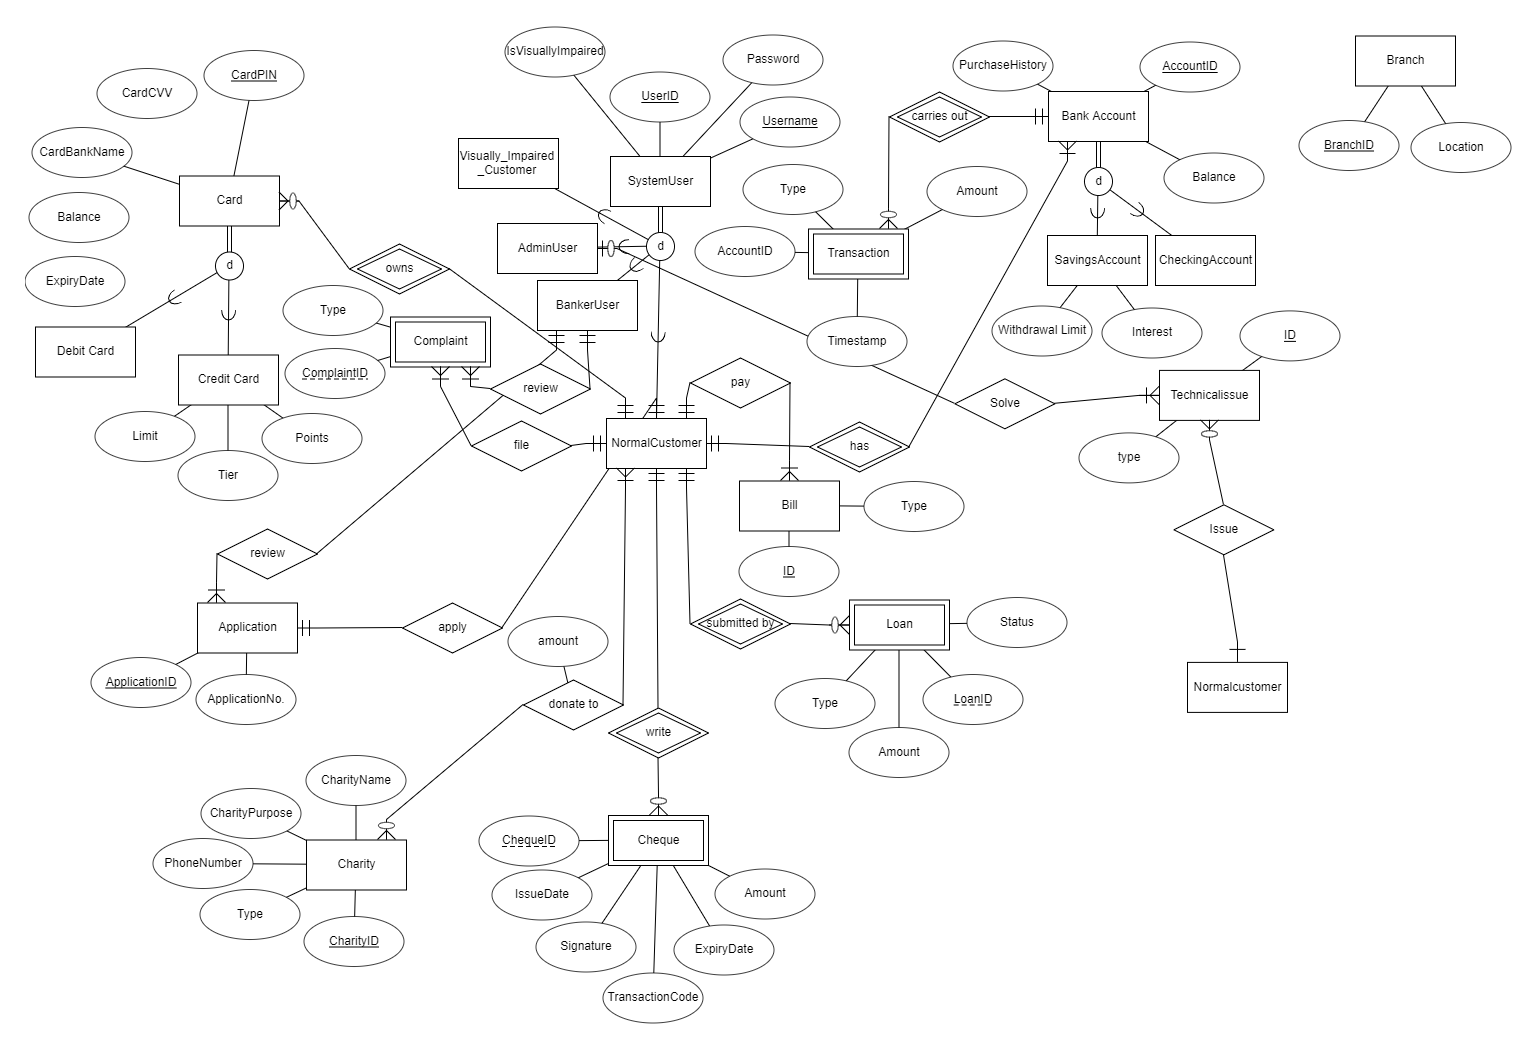 IsVisuallyImpaired
Password
PurchaseHistory
AccountID
Branch
CardPIN
CardCVV
UserID
Username
carries out
Bank Account
CardBankName
Visually_Impaired
_Customer
SystemUser
BranchID
Location
Card
Type
Amount
d
Balance
Balance
AdminUser
d
AccountID
Transaction
SavingsAccount
CheckingAccount
d
owns
ExpiryDate
BankerUser
Type
Complaint
Timestamp
Withdrawal Limit
Interest
ID
Debit Card
Credit Card
ComplaintID
review
pay
Solve
Technicalissue
Limit
Points
file
NormalCustomer
has
type
Tier
Bill
Type
Issue
review
ID
Application
apply
submitted by
Loan
Status
amount
ApplicationID
ApplicationNo.
donate to
Type
LoanID
Normalcustomer
write
Amount
CharityName
CharityPurpose
ChequeID
Cheque
PhoneNumber
Charity
IssueDate
Amount
Type
CharityID
Signature
ExpiryDate
TransactionCode